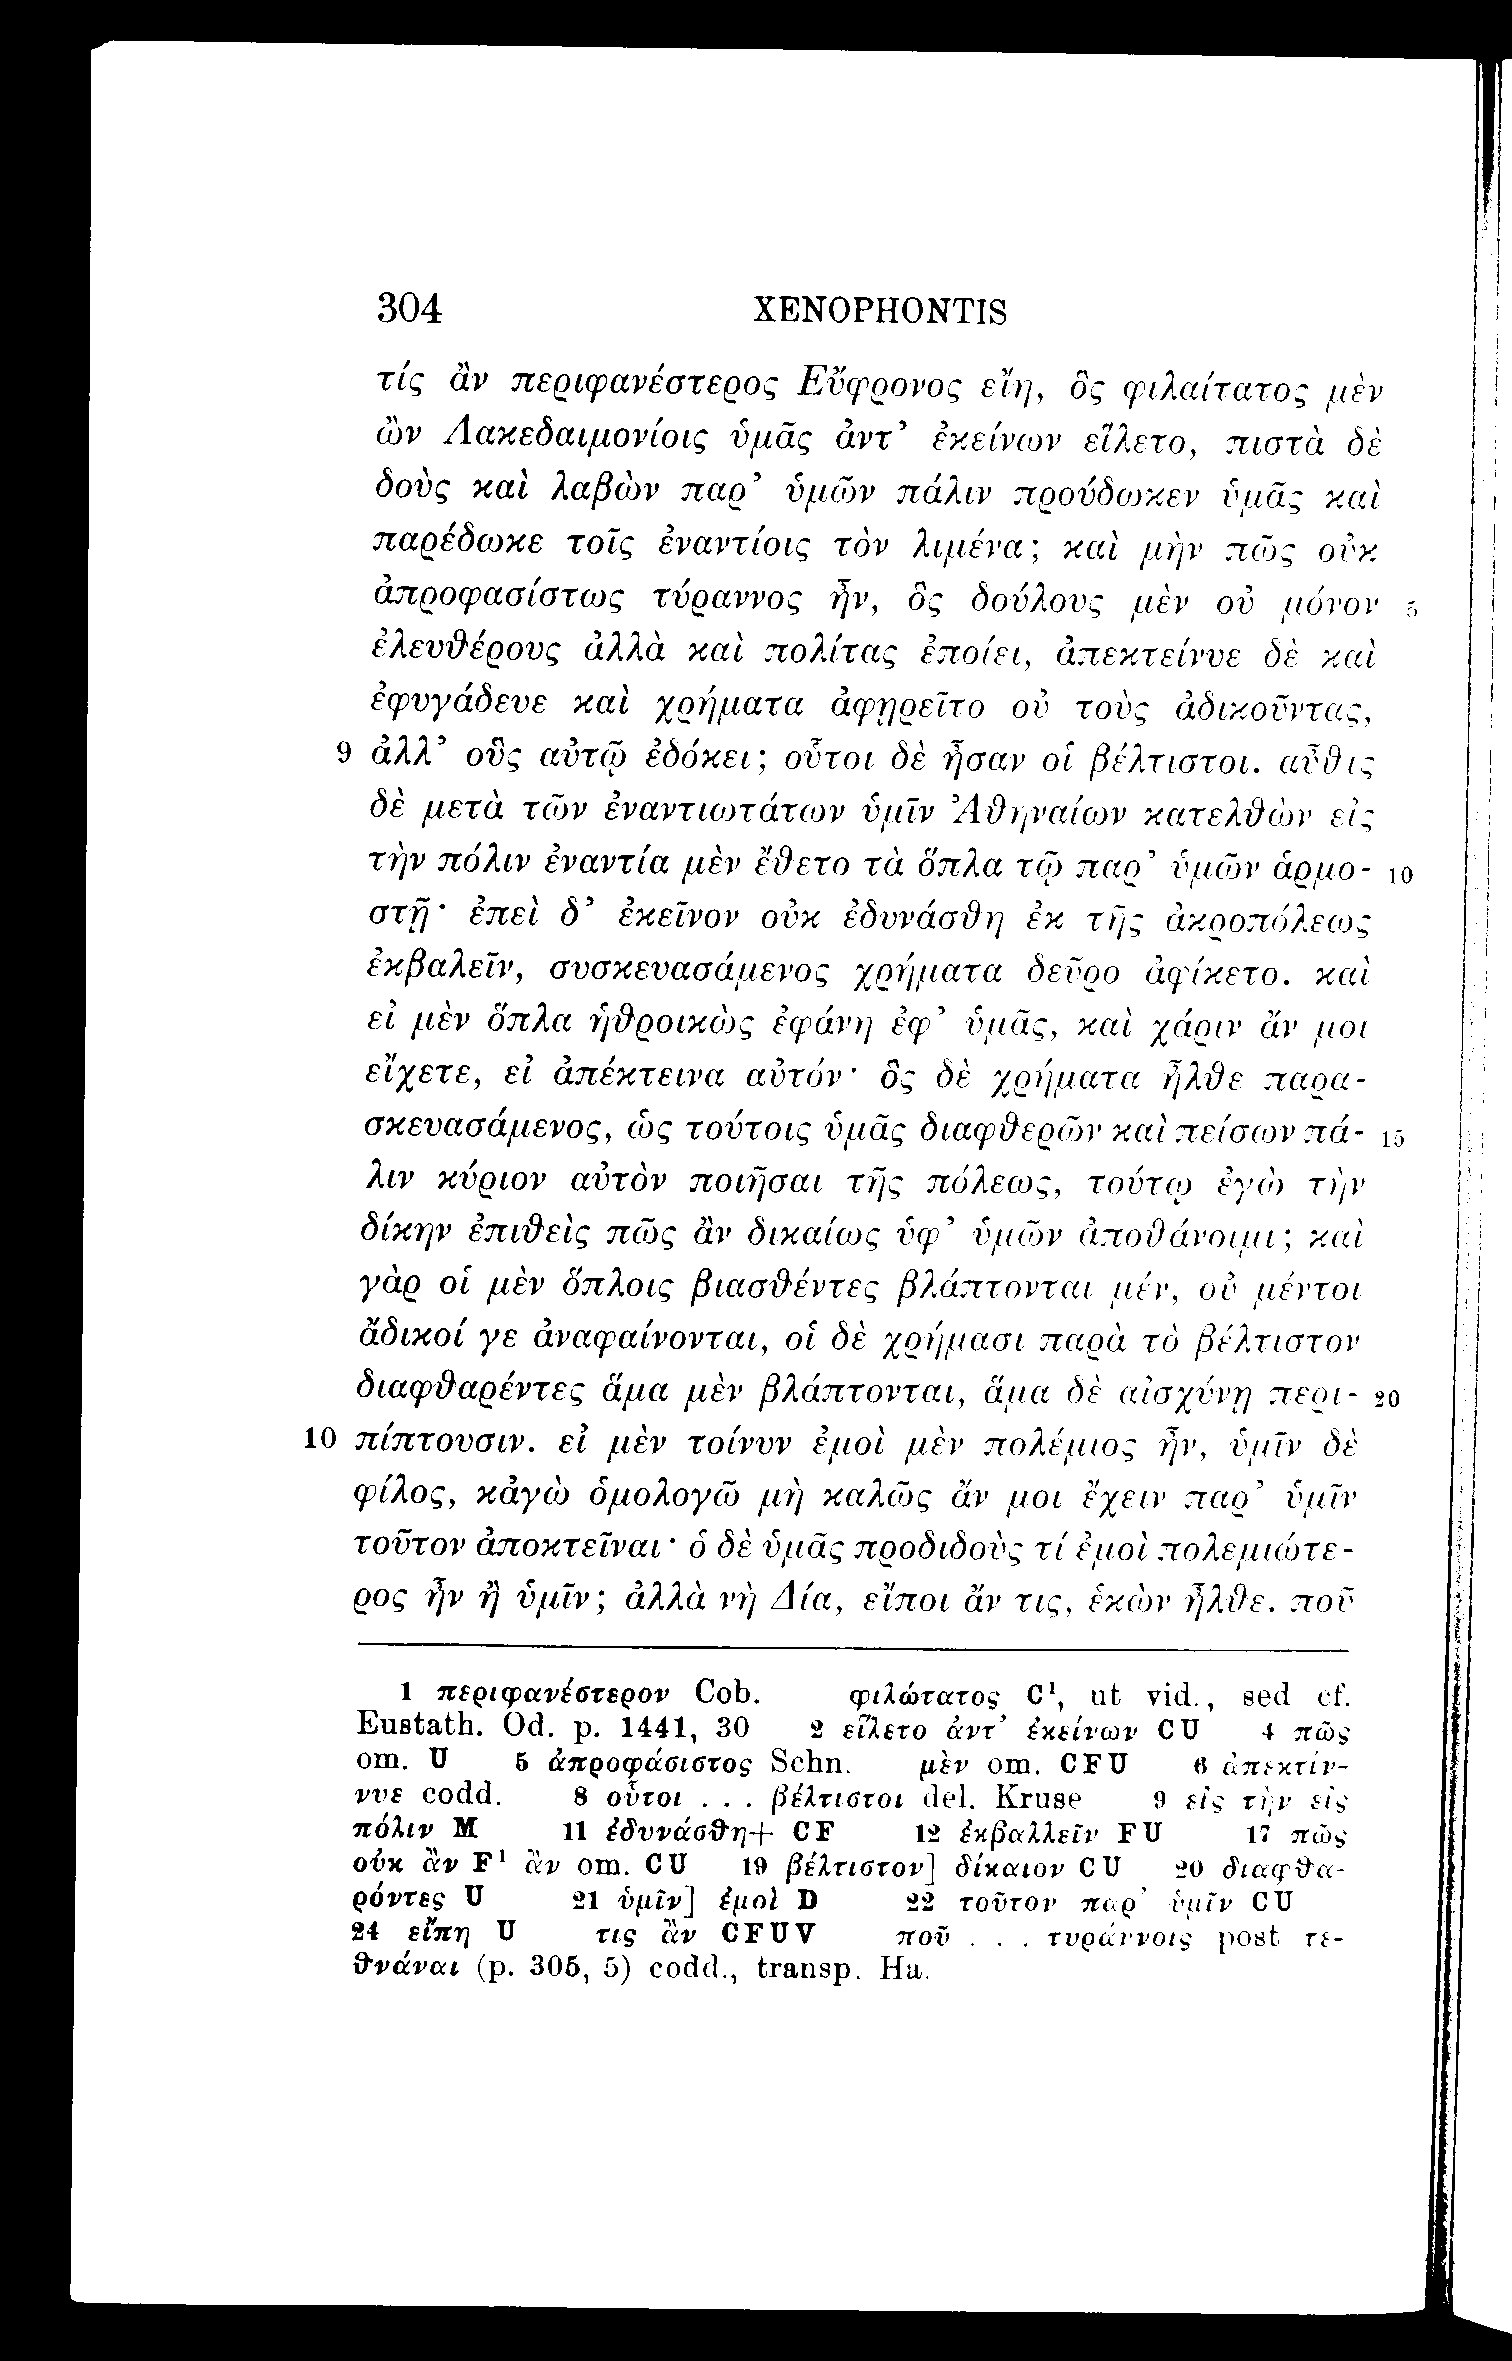 304 XENOPHONTIS
τίς ἂν περιφανέστερος Εὔφρονος εἴη, ὃς φιλαίτατος μὲν
ὢν Λακεδαιμονίοις ὑμᾶς ἀντ’ ἐκείνων εἵλετο, πιστὰ δὲ
δοὺς καὶ λαβὼν παρ’ ὑμῶν πάλιν προύδωκεν ὑμᾶς καὶ
παρέδωκε τοῖς ἐναντίοις τὸν λιμένα; καὶ μὴν πῶς οὐκ
ἀπροφασίστως τύραννος ἦν, ὃς δούλους μὲν οὐ μόνον 5
ἐλευθέρους ἀλλὰ καὶ πολίτας ἐποίει, ἀπεκτείνυε δὲ καὶ
ἐφυγάδευε καὶ χρήματα ἀφῃρεῖτο οὐ τοὺς ἀδικοῦντας,
9 ἀλλ’ οὓς αὐτῷ ἐδόκει; οὗτοι δὲ ἦσαν οἱ βέλτιστοι. αὖθις
δὲ μετὰ τῶν ἐναντιωτάτων ὑμῖν Ἀθηναίων κατελθὼν εἰς
τὴν πόλιν ἐναντία μὲν ἔθετο τὰ ὅπλα τῷ παρ’ ὑμῶν ἁρμο- 10
στῇ· ἐπεὶ δ’ ἐκεῖνον οὐκ ἐδυνάσθη ἐκ τῆς ἀκροπόλεως
ἐκβαλεῖν, συσκευασάμενος χρήματα δεῦρο ἀφίκετο. καὶ
εἰ μὲν ὅπλα ἡθροικὼς ἐφάνη ἐφ’ ὑμᾶς, καὶ χάριν ἄν μοι
εἴχετε, εἰ ἀπέκτεινα αὐτόν· ὃς δὲ χρήματα ἦλθε παρα-
σκευασάμενος, ὡς τούτοις ὑμᾶς διαφθερῶν καὶ πείσων πά- 15
λιν κύριον αὐτὸν ποιῆσαι τῆς πόλεως, τούτῳ ἐγὼ τὴν
δίκην ἐπιθεὶς πῶς ἂν δικαίως ὑφ’ ὑμῶν ἀποθάνοιμι; καὶ
γὰρ οἱ μὲν ὅπλοις βιασθέντες βλάπτονται μέν, οὐ μέντοι
ἄδικοί γε ἀναφαίνονται, οἱ δὲ χρήμασι παρὰ τὸ βέλτιστον
διαφθαρέντες ἅμα μὲν βλάπτονται, ἅμα δὲ αἰσχύνῃ περι- 20
10 πίπτουσιν. εἰ μὲν τοίνυν ἐμοὶ μὲν πολέμιος ἦν, ὑμῖν δὲ
φίλος, κἀγὼ ὁμολογῶ μὴ καλῶς ἄν μοι ἔχειν παρ’ ὑμῖν
τοῦτον ἀποκτεῖναι· ὁ δὲ ὑμᾶς προδιδοὺς τί ἐμοὶ πολεμιώτε-
ρος ἦν ἢ ὑμῖν; ἀλλὰ νὴ Δία, εἴποι ἄν τις, ἑκὼν ἦλθε. ποῦ
1 περιφανέστερον Cob. φιλώτατος C¹, ut vid., sed cf.
Eustath. Od. p. 1441, 30 2 εἵλετο ἀντ’ ἐκείνων CU 4 πῶς
om. U 5 ἀπροφάσιστος Schn. μὲν om. CFU 6 ἀπεκτίν-
νυε codd. 8 οὗτοι . . . βέλτιστοι del. Kruse 9 εἰς τὴν εἰς
πόλιν M 11 ἐδυνάσθη+ CF 12 ἐκβαλλεῖν FU 17 πῶς
οὐκ ἂν F¹ ἂν om. CU 19 βέλτιστον] δίκαιον CU 20 διαφθα-
ρόντες U 21 ὑμῖν] ἐμοὶ D 22 τοῦτον παρ’ ὑμῖν CU
24 εἴπη U τις ἂν CFUV ποῦ . . . τυράννοις post τε-
θνάναι (p. 305, 5) codd., transp. Ha.